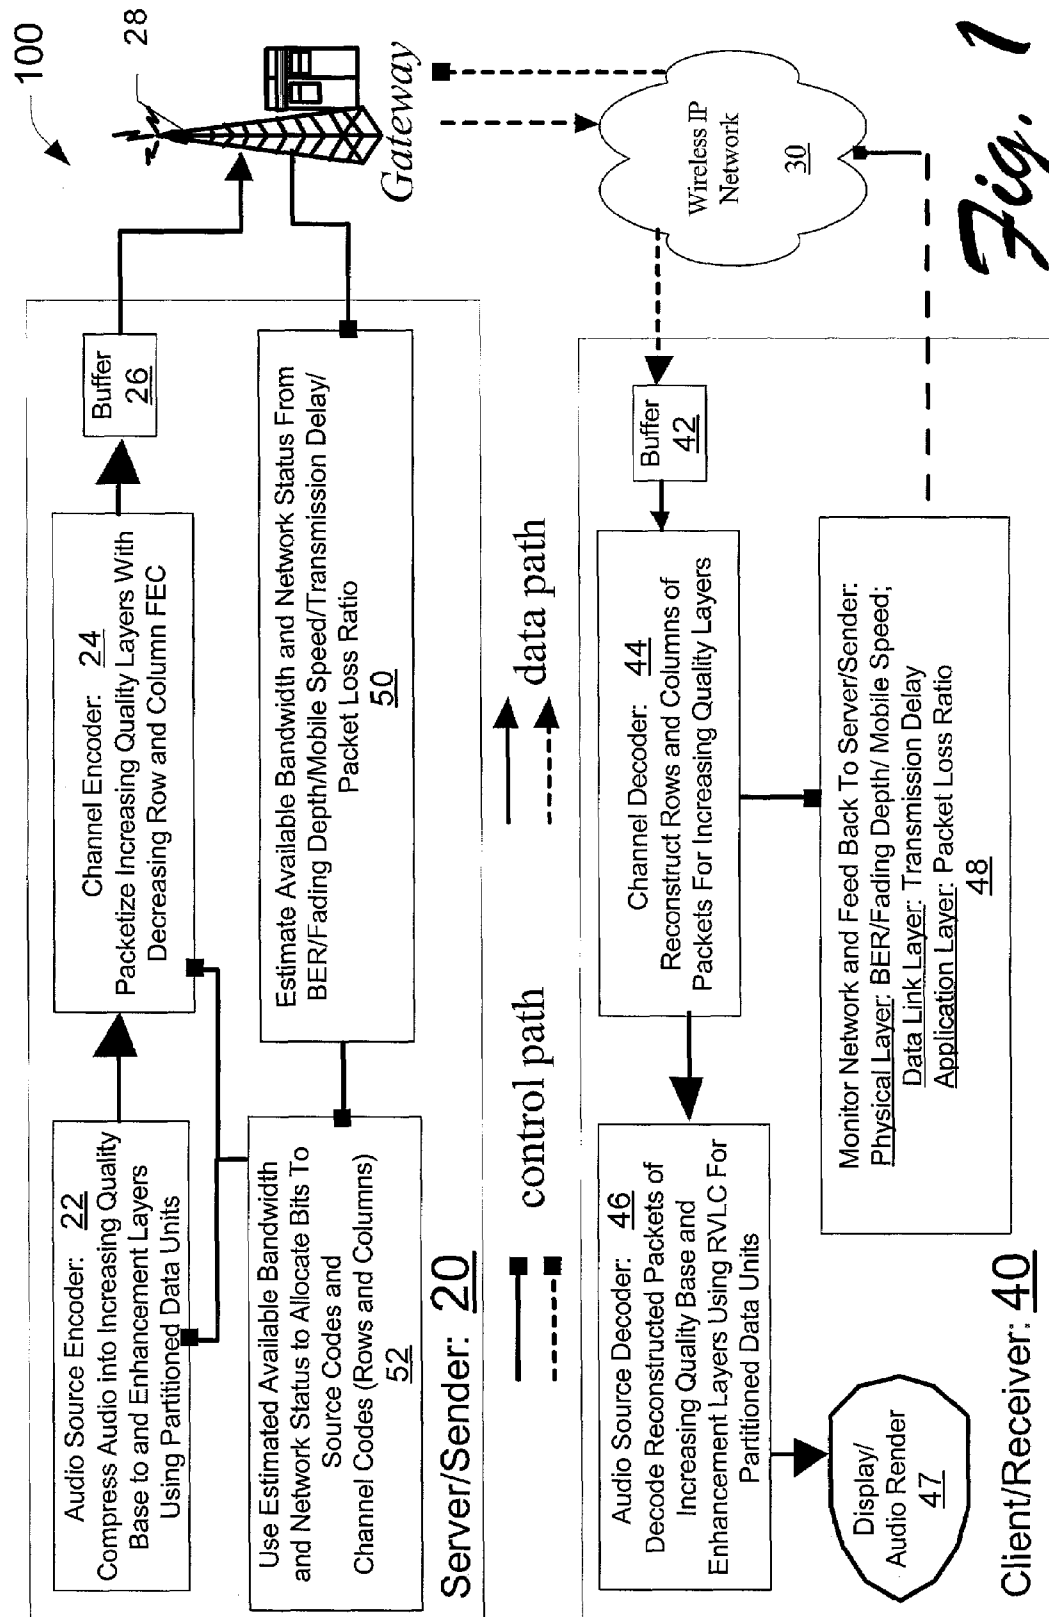 100
28
Gateway
Audio Source Encoder: 22
Compress Audio into Increasing Quality
Base to and Enhancement Layers
Using Partitioned Data Units
Channel Encoder: 24
Packetize Increasing Quality Layers With
Decreasing Row and Column FEC
Buffer
26
Use Estimated Available Bandwidth
and Network Status to Allocate Bits To
Source Codes and
Channel Codes (Rows and Columns)
52
Estimate Available Bandwidth and Network Status From
BER/Fading Depth/Mobile Speed/Transmission Delay/
Packet Loss Ratio
50
Server/Sender: 20
control path
data path
Wireless IP
Network
30
Audio Source Decoder: 46
Decode Reconstructed Packets of
Increasing Quality Base and
Enhancement Layers Using RVLC For
Partitioned Data Units
Channel Decoder: 44
Reconstruct Rows and Columns of
Packets For Increasing Quality Layers
Buffer
42
Display/
Audio Render
47
Monitor Network and Feed Back To Server/Sender:
Physical Layer: BER/Fading Depth/ Mobile Speed;
Data Link Layer: Transmission Delay
Application Layer: Packet Loss Ratio
48
Client/Receiver: 40
Fig. 1